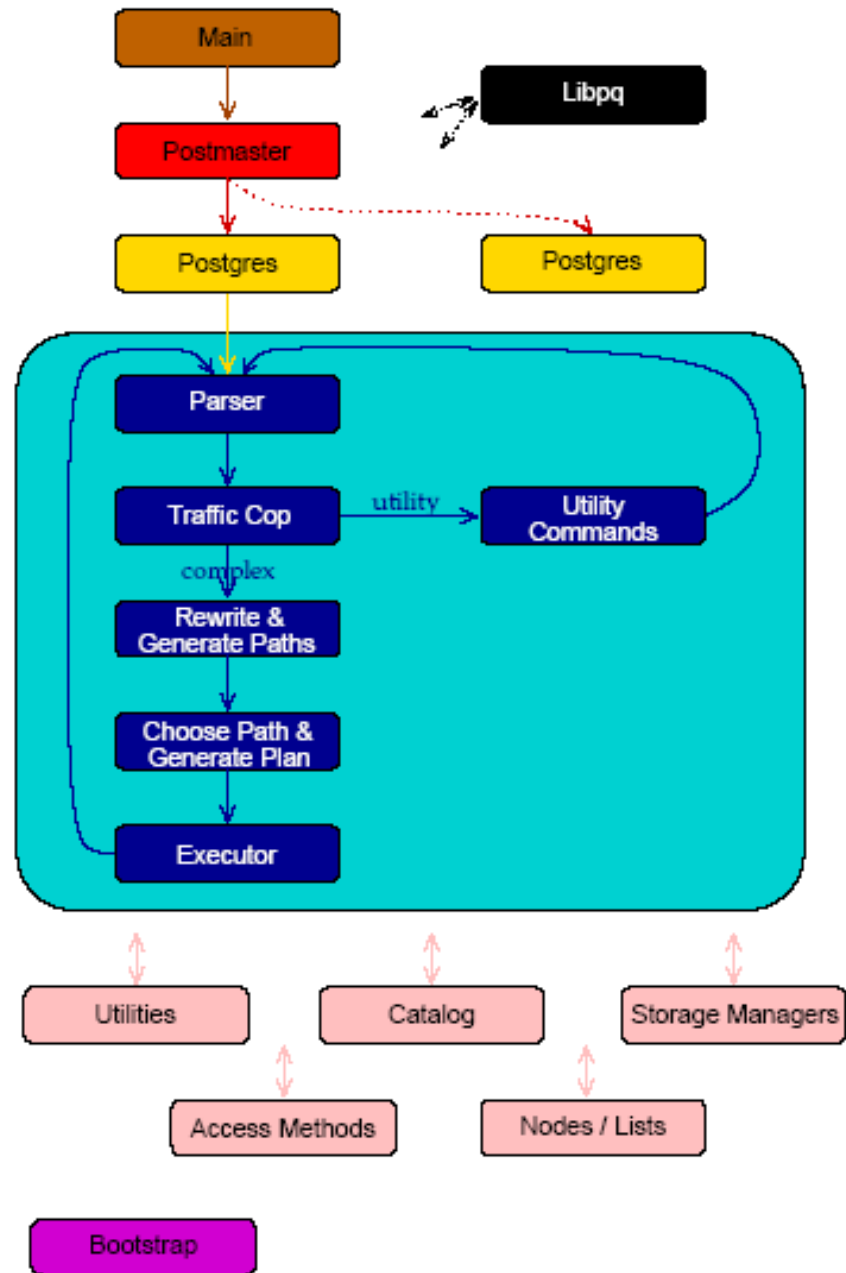 Main
Libpq
Postmaster
Postgres
Postgres
Parser
Traffic Cop
utility
Utility
Commands
complex
Rewrite &
Generate Paths
Choose Path &
Generate Plan
Executor
Utilities
Catalog
Storage Managers
Access Methods
Nodes / Lists
Bootstrap